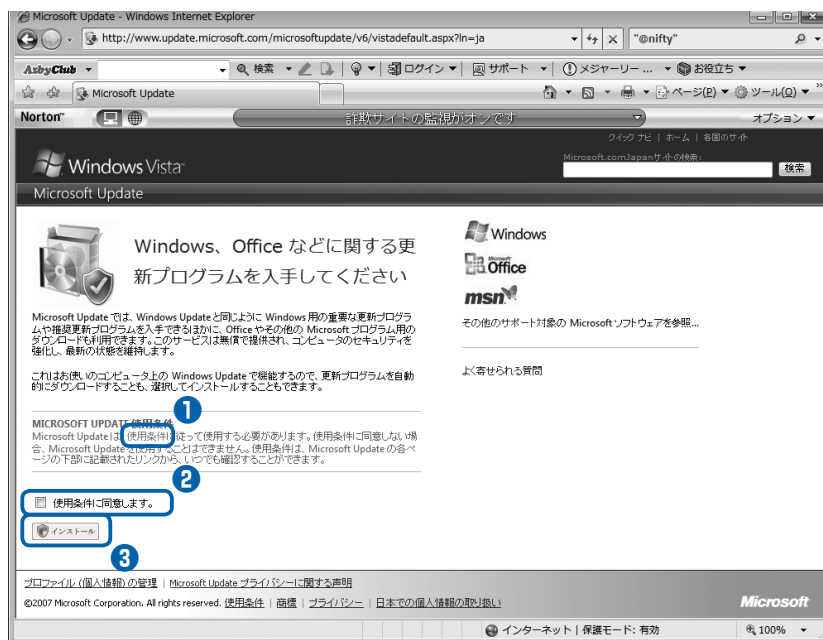 Microsoft Update - Windows Internet Explorer
http://www.update.microsoft.com/microsoftupdate/v6/vistadefault.aspx?ln=ja
"@nifty"
AzbyClub
検索
ログイン
サポート
メジャーリー ...
お役立ち
Microsoft Update
ページ(P)
ツール(O)
Norton
詐欺サイトの監視がオンです
オプション
クイック ナビ | ホーム | 各国のサイト
Windows Vista
Microsoft.comJapanサイトの検索:
検索
Microsoft Update
Windows、Office などに関する更
新プログラムを入手してください
Microsoft Update では、Windows Update と同じように Windows 用の重要な更新プログラ
ムや推奨更新プログラムを入手できるほかに、Office やその他の Microsoft プログラム用の
ダウンロードも利用できます。このサービスは無償で提供され、コンピュータのセキュリティを
強化し、最新の状態を維持します。
これはお使いのコンピュータ上の Windows Update で機能するので、更新プログラムを自動
的にダウンロードすることも、選択してインストールすることもできます。
Windows
Microsoft Office
msn
その他のサポート対象の Microsoft ソフトウェアを参照...
よく寄せられる質問
1
MICROSOFT UPDATE 使用条件
Microsoft Update は、使用条件に従って使用する必要があります。使用条件に同意しない場
合、Microsoft Update を使用することはできません。使用条件は、Microsoft Update の各ペ
ージの下部に記載されたリンクから、いつでも確認することができます。
2
使用条件に同意します。
インストール
3
プロファイル (個人情報) の管理 | Microsoft Update プライバシーに関する声明
©2007 Microsoft Corporation. All rights reserved. 使用条件 | 商標 | プライバシー | 日本での個人情報の取り扱い
Microsoft
インターネット | 保護モード: 有効
100%